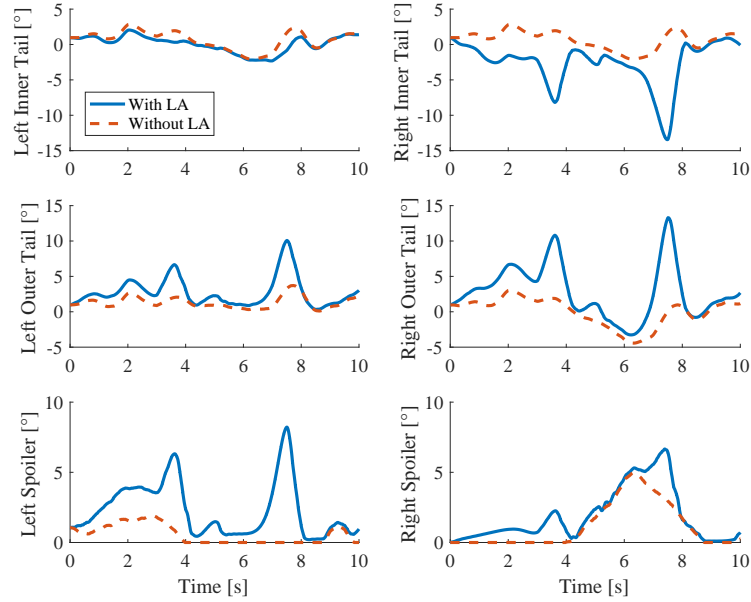 Left Inner Tail [°]
5
0
-5
-10
-15
0 2 4 6 8 10
With LA
Without LA
Right Inner Tail [°]
5
0
-5
-10
-15
0 2 4 6 8 10
Left Outer Tail [°]
15
10
5
0
-5
0 2 4 6 8 10
Right Outer Tail [°]
15
10
5
0
-5
0 2 4 6 8 10
Left Spoiler [°]
10
5
0
0 2 4 6 8 10
Time [s]
Right Spoiler [°]
10
5
0
0 2 4 6 8 10
Time [s]